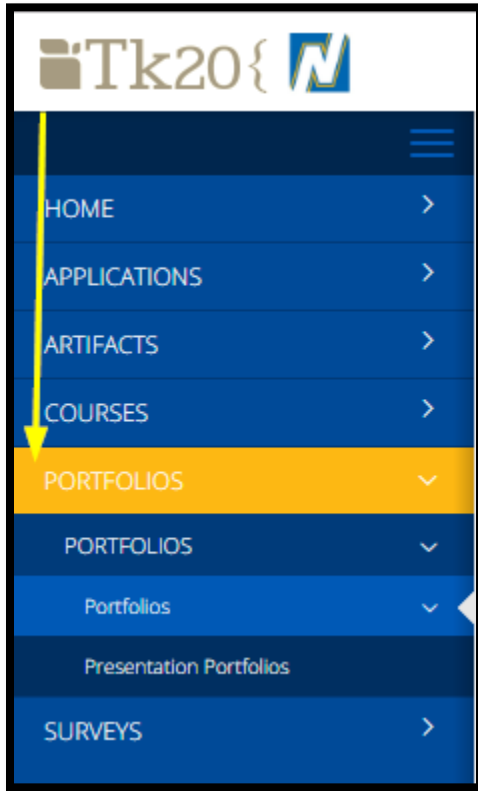 Tk20{ N
HOME
APPLICATIONS
ARTIFACTS
COURSES
PORTFOLIOS
PORTFOLIOS
Portfolios
Presentation Portfolios
SURVEYS